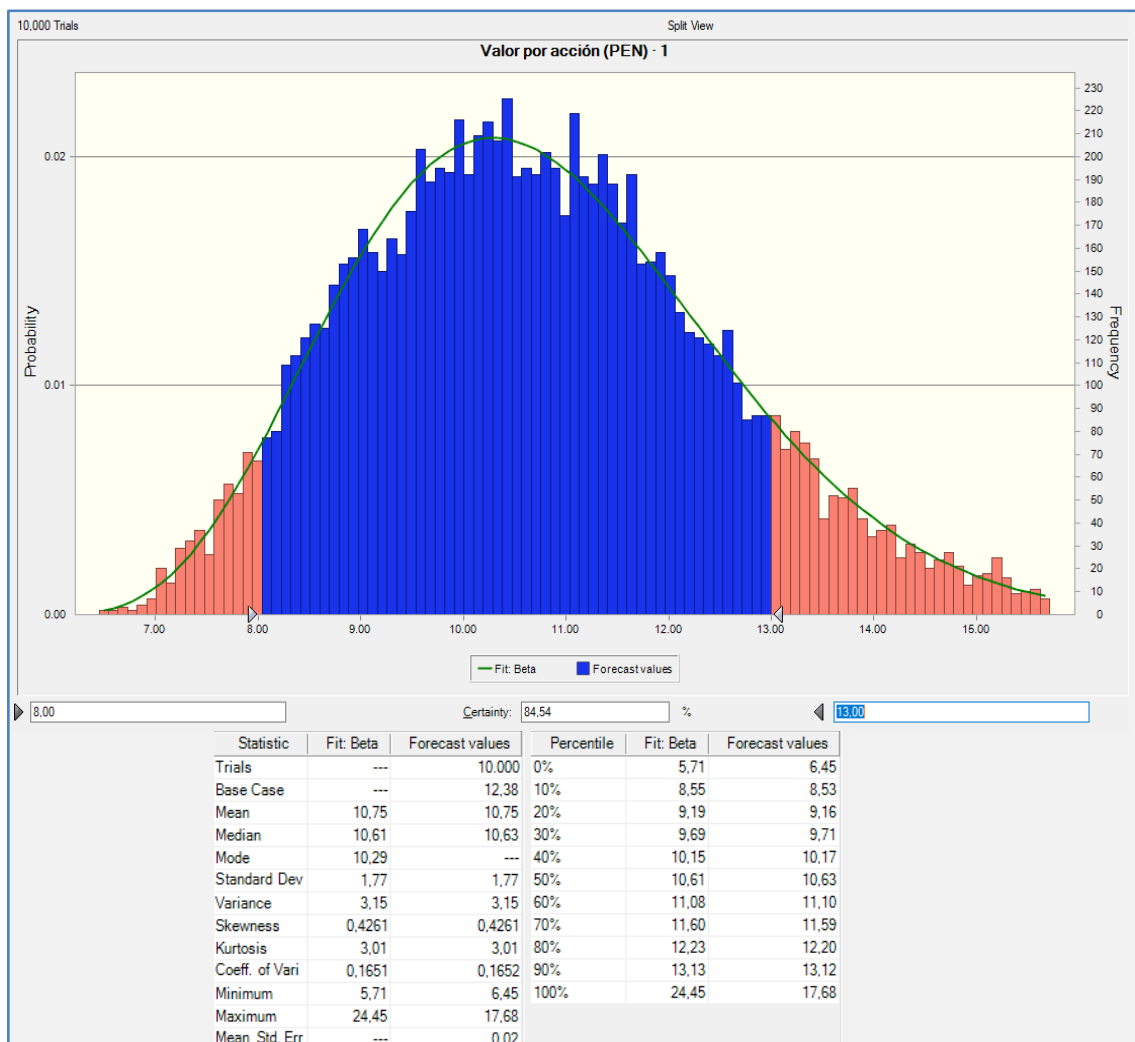 10,000 Trials Split View
Valor por acción (PEN) - 1
230
220
210
200
190
180
170
160
150
140
130
120
110
100
90
80
70
60
50
40
30
20
10
0
0.02
0.01
0.00
Probability
Frequency
7.00 8.00 9.00 10.00 11.00 12.00 13.00 14.00 15.00
Fit: Beta Forecast values
8,00 Certainty: 84,54 % 13,00
Statistic Fit: Beta Forecast values Percentile Fit: Beta Forecast values
Trials --- 10.000 0% 5,71 6,45
Base Case --- 12,38 10% 8,55 8,53
Mean 10,75 10,75 20% 9,19 9,16
Median 10,61 10,63 30% 9,69 9,71
Mode 10,29 --- 40% 10,15 10,17
Standard Dev 1,77 1,77 50% 10,61 10,63
Variance 3,15 3,15 60% 11,08 11,10
Skewness 0,4261 0,4261 70% 11,60 11,59
Kurtosis 3,01 3,01 80% 12,23 12,20
Coeff. of Vari 0,1651 0,1652 90% 13,13 13,12
Minimum 5,71 6,45 100% 24,45 17,68
Maximum 24,45 17,68
Mean Std. Err --- 0,02